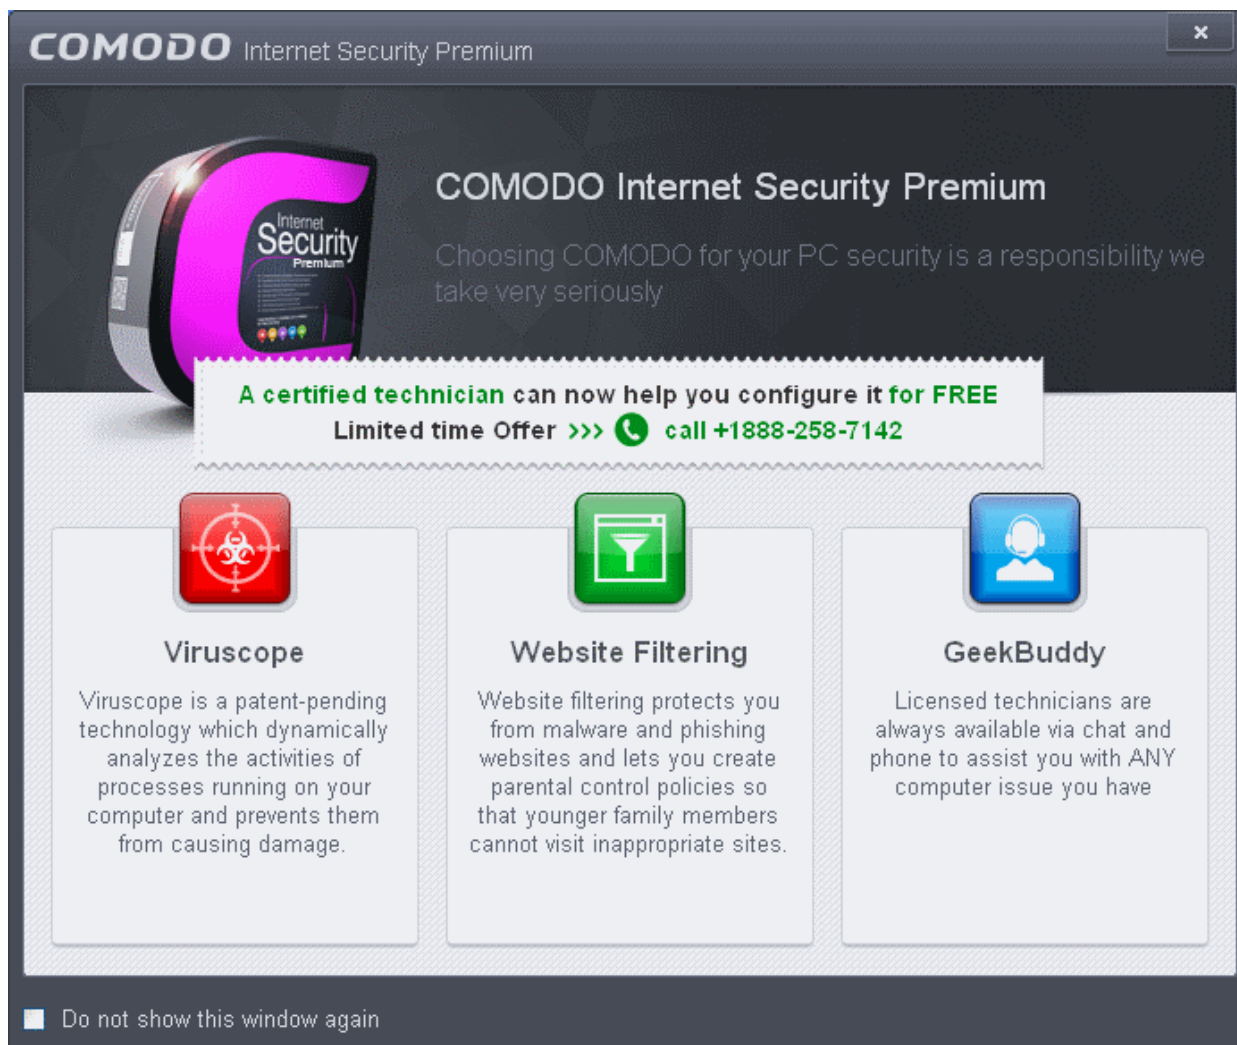 COMODO Internet Security Premium
COMODO Internet Security Premium
Choosing COMODO for your PC security is a responsibility we
take very seriously
Internet
Security
Premium
A certified technician can now help you configure it for FREE
Limited time Offer >>> call +1888-258-7142
Viruscope
Viruscope is a patent-pending
technology which dynamically
analyzes the activities of
processes running on your
computer and prevents them
from causing damage.
Website Filtering
Website filtering protects you
from malware and phishing
websites and lets you create
parental control policies so
that younger family members
cannot visit inappropriate sites.
GeekBuddy
Licensed technicians are
always available via chat and
phone to assist you with ANY
computer issue you have
Do not show this window again